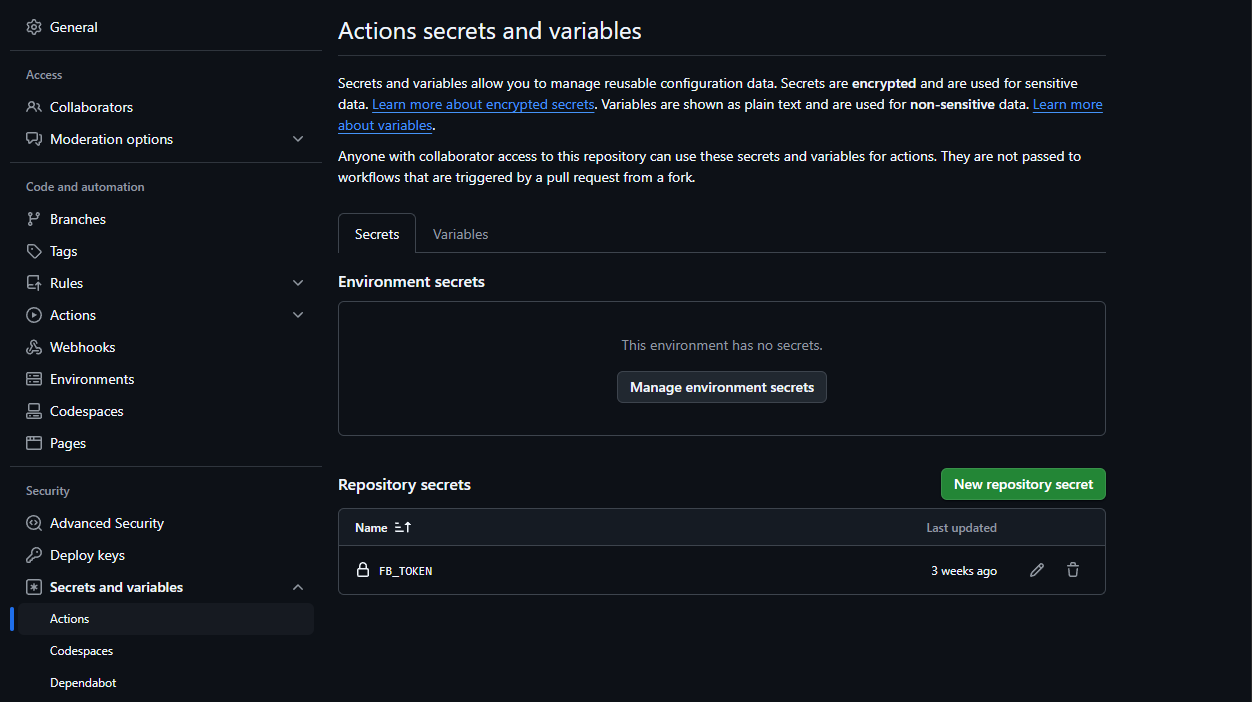 General
Access
Collaborators
Moderation options
Code and automation
Branches
Tags
Rules
Actions
Webhooks
Environments
Codespaces
Pages
Security
Advanced Security
Deploy keys
Secrets and variables
Actions
Codespaces
Dependabot
Actions secrets and variables
Secrets and variables allow you to manage reusable configuration data. Secrets are encrypted and are used for sensitive
data. Learn more about encrypted secrets. Variables are shown as plain text and are used for non-sensitive data. Learn more
about variables.
Anyone with collaborator access to this repository can use these secrets and variables for actions. They are not passed to
workflows that are triggered by a pull request from a fork.
Secrets Variables
Environment secrets
This environment has no secrets.
Manage environment secrets
Repository secrets New repository secret
Name Last updated
FB_TOKEN 3 weeks ago